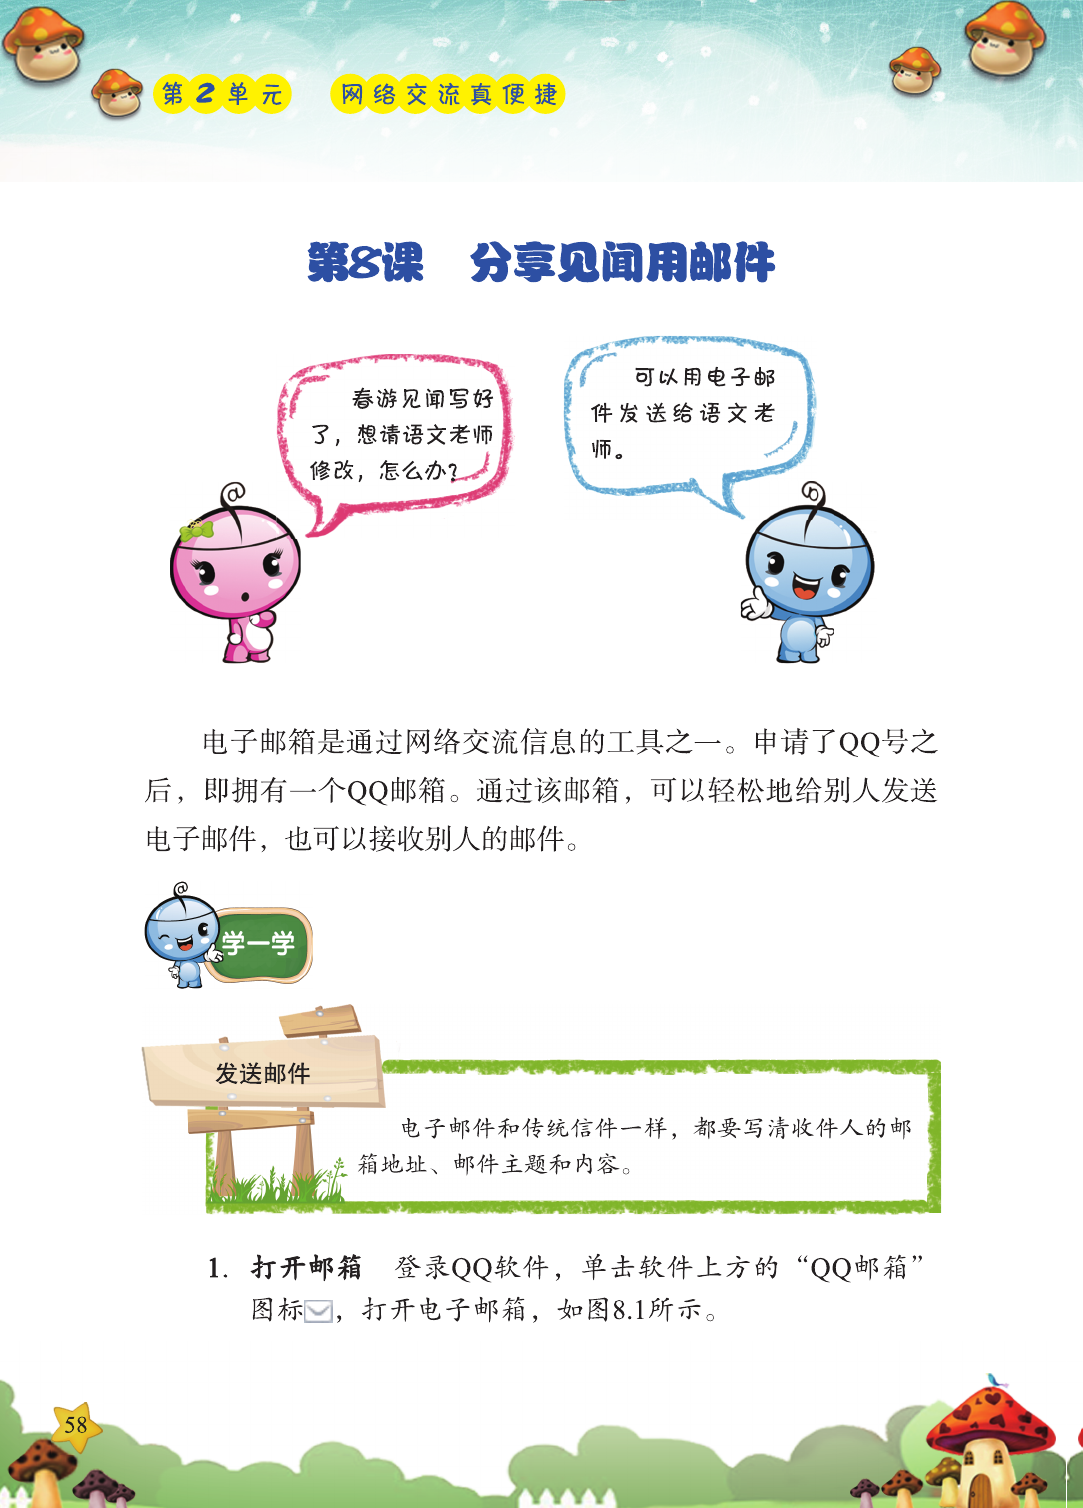 第2单元 网络交流真便捷
第8课 分享见闻用邮件
春游见闻写好
了，想请语文老师
修改，怎么办？
可以用电子邮
件发送给语文老
师。
电子邮箱是通过网络交流信息的工具之一。申请了QQ号之
后，即拥有一个QQ邮箱。通过该邮箱，可以轻松地给别人发送
电子邮件，也可以接收别人的邮件。
学一学
发送邮件
电子邮件和传统信件一样，都要写清收件人的邮
箱地址、邮件主题和内容。
1. 打开邮箱 登录QQ软件，单击软件上方的“QQ邮箱”
图标，打开电子邮箱，如图8.1所示。
58